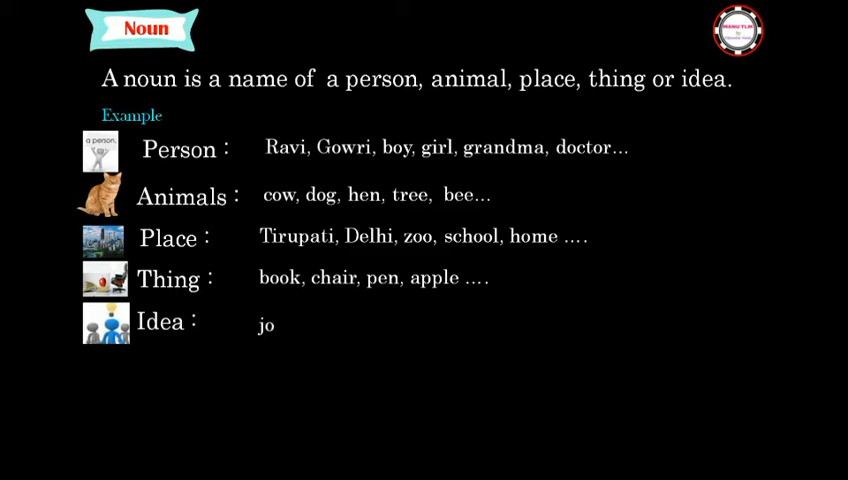 Noun
MANU TLM
A noun is a name of a person, animal, place, thing or idea.
Example
a person,
Person : Ravi, Gowri, boy, girl, grandma, doctor...
Animals : cow, dog, hen, tree, bee...
Place : Tirupati, Delhi, zoo, school, home ....
Thing : book, chair, pen, apple ....
Idea : jo